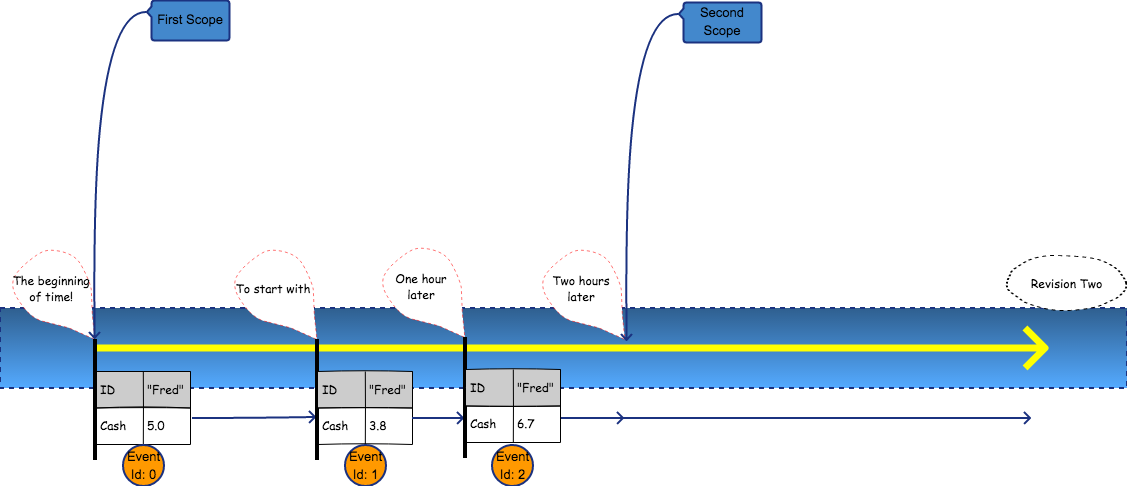 First Scope
Second
Scope
The beginning
of time!
To start with
One hour
later
Two hours
later
Revision Two
ID "Fred"
Cash 5.0
ID "Fred"
Cash 3.8
ID "Fred"
Cash 6.7
Event
Id: 0
Event
Id: 1
Event
Id: 2